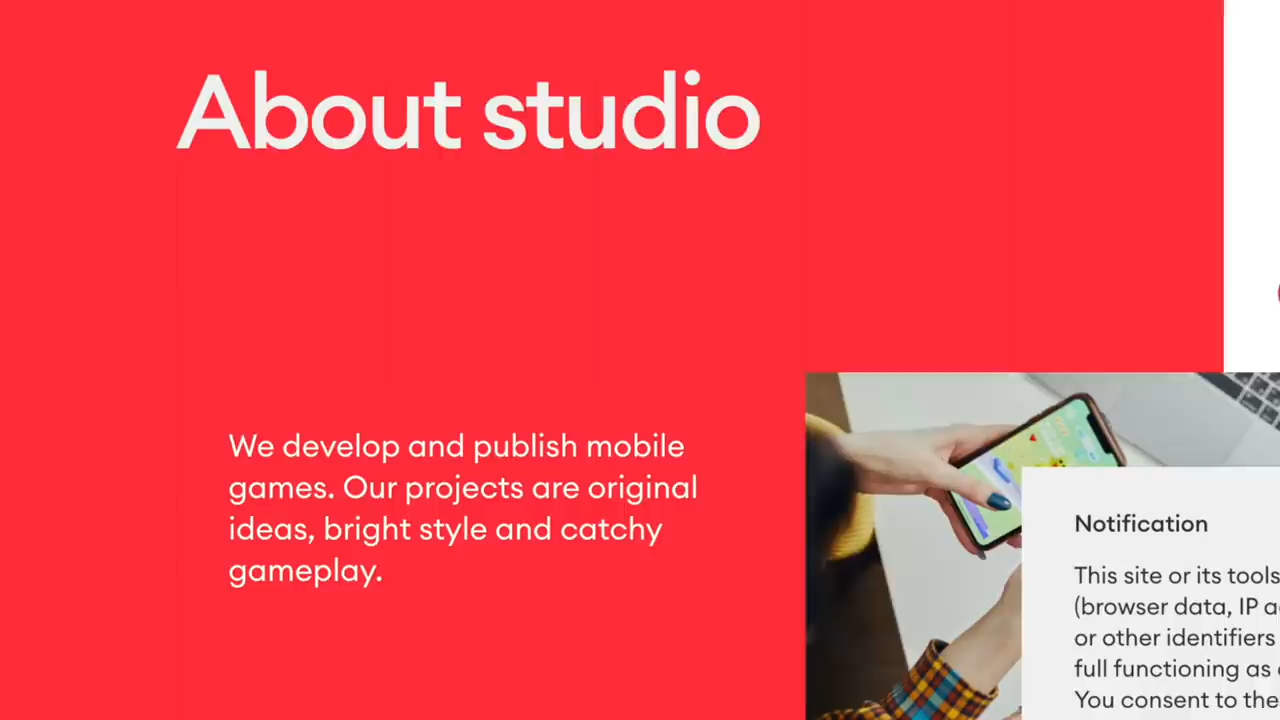 About studio
We develop and publish mobile
games. Our projects are original
ideas, bright style and catchy
gameplay.
Notification
This site or its tools
(browser data, IP
or other identifiers
full functioning as
You consent to the